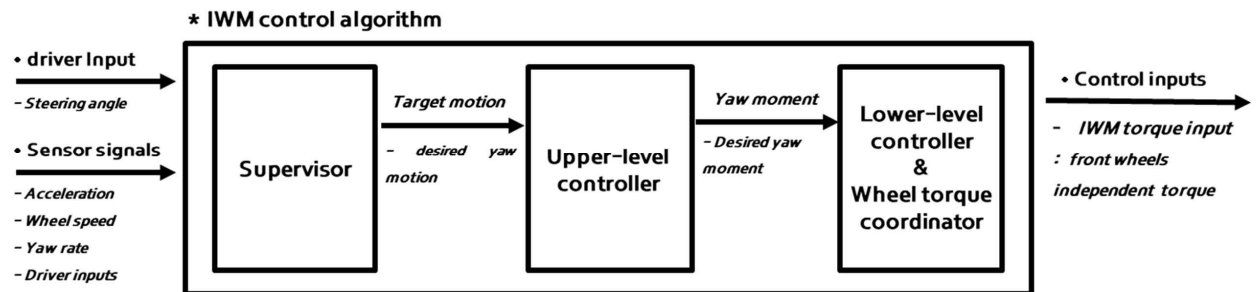 * IWM control algorithm
• driver Input
- Steering angle
• Sensor signals
- Acceleration
- Wheel speed
- Yaw rate
- Driver inputs
Supervisor
Target motion
- desired yaw
motion
Upper-level
controller
Yaw moment
- Desired yaw
moment
Lower-level
controller
&
Wheel torque
coordinator
• Control inputs
- IWM torque input
: front wheels
independent torque